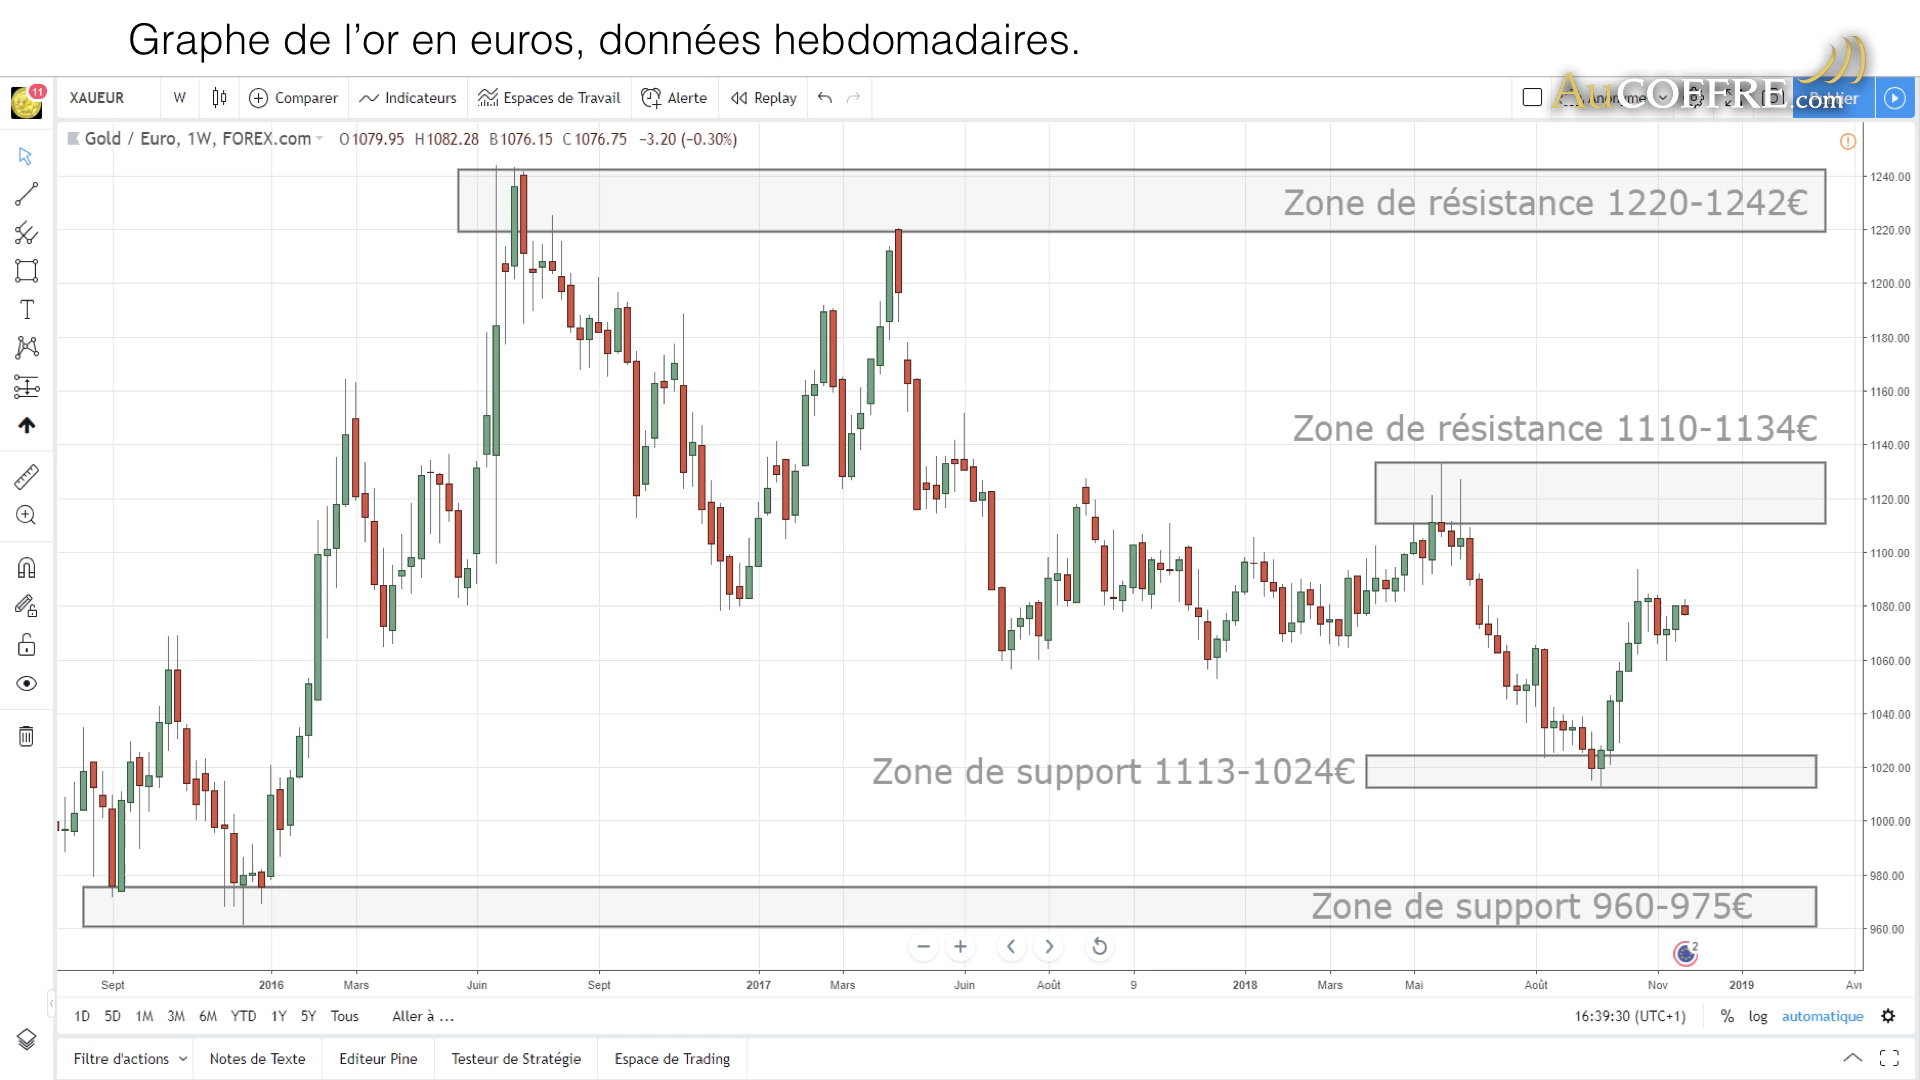 Graphe de l’or en euros, données hebdomadaires.
AuCOFFRE.com
11
XAUEUR W Comparer Indicateurs Espaces de Travail Alerte Replay
Gold / Euro, 1W, FOREX.com O1079.95 H1082.28 B1076.15 C1076.75 −3.20 (−0.30%)
Zone de résistance 1220-1242€
Zone de résistance 1110-1134€
Zone de support 1113-1024€
Zone de support 960-975€
1240.00
1220.00
1200.00
1180.00
1160.00
1140.00
1120.00
1100.00
1080.00
1060.00
1040.00
1020.00
1000.00
980.00
960.00
2
Sept 2016 Mars Juin Sept 2017 Mars Juin Août 9 2018 Mars Mai Août Nov 2019 Avr
1D 5D 1M 3M 6M YTD 1Y 5Y Tous Aller à ... 16:39:30 (UTC+1) % log automatique
Filtre d'actions Notes de Texte Editeur Pine Testeur de Stratégie Espace de Trading